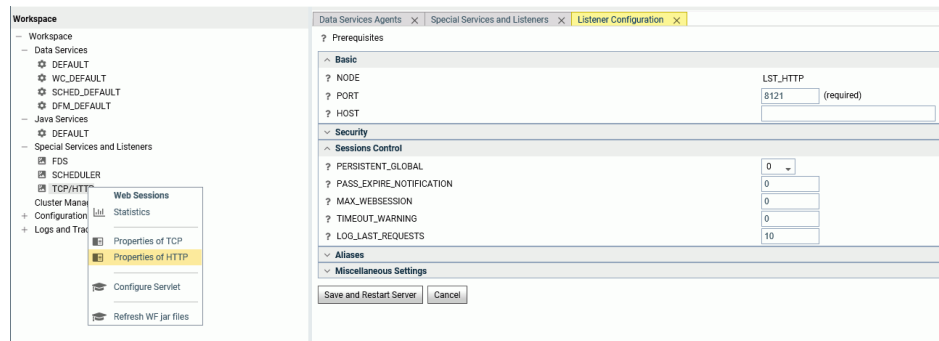 Workspace
Workspace
Data Services
DEFAULT
WC_DEFAULT
SCHED_DEFAULT
DFM_DEFAULT
Java Services
DEFAULT
Special Services and Listeners
FDS
SCHEDULER
TCP/HTTP
Cluster Mana
Configuration
Logs and Trac
Web Sessions
Statistics
Properties of TCP
Properties of HTTP
Configure Servlet
Refresh WF jar files
Data Services Agents Special Services and Listeners Listener Configuration
? Prerequisites
Basic
? NODE LST_HTTP
? PORT 8121 (required)
? HOST
Security
Sessions Control
? PERSISTENT_GLOBAL 0
? PASS_EXPIRE_NOTIFICATION 0
? MAX_WEBSESSION 0
? TIMEOUT_WARNING 0
? LOG_LAST_REQUESTS 10
Aliases
Miscellaneous Settings
Save and Restart Server Cancel